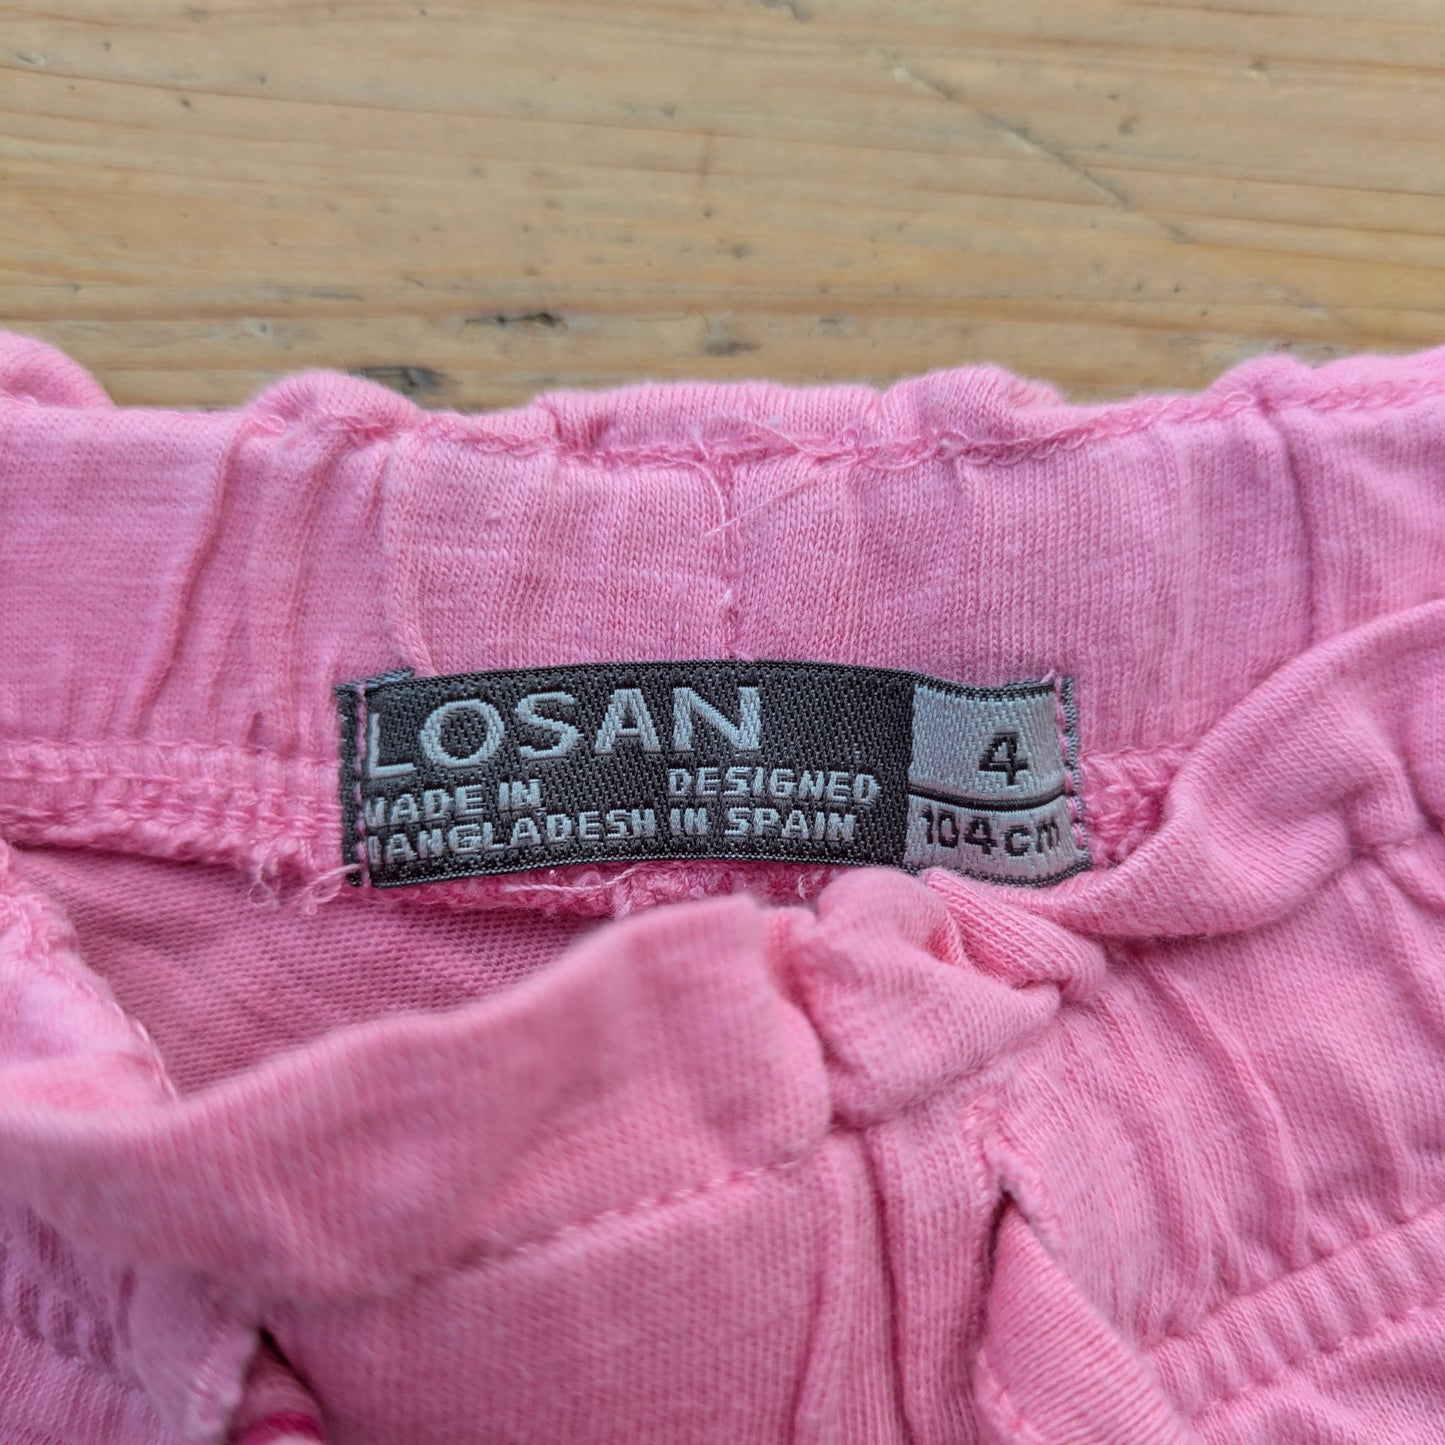 LOSAN
MADE IN
BANGLADESH
DESIGNED
IN SPAIN
4
104cm